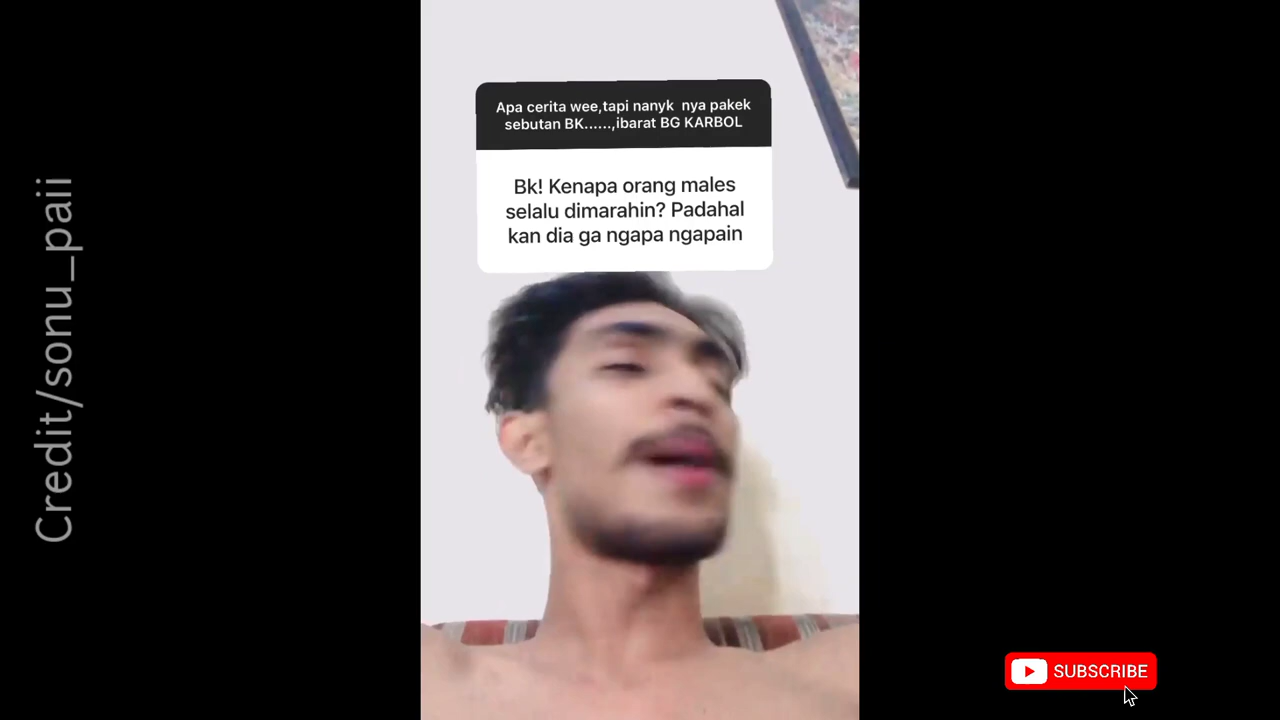 Apa cerita wee,tapi nanyk nya pakek
sebutan BK......,ibarat BG KARBOL
Bk! Kenapa orang males
selalu dimarahin? Padahal
kan dia ga ngapa ngapain
Credit/sonu_paii
SUBSCRIBE